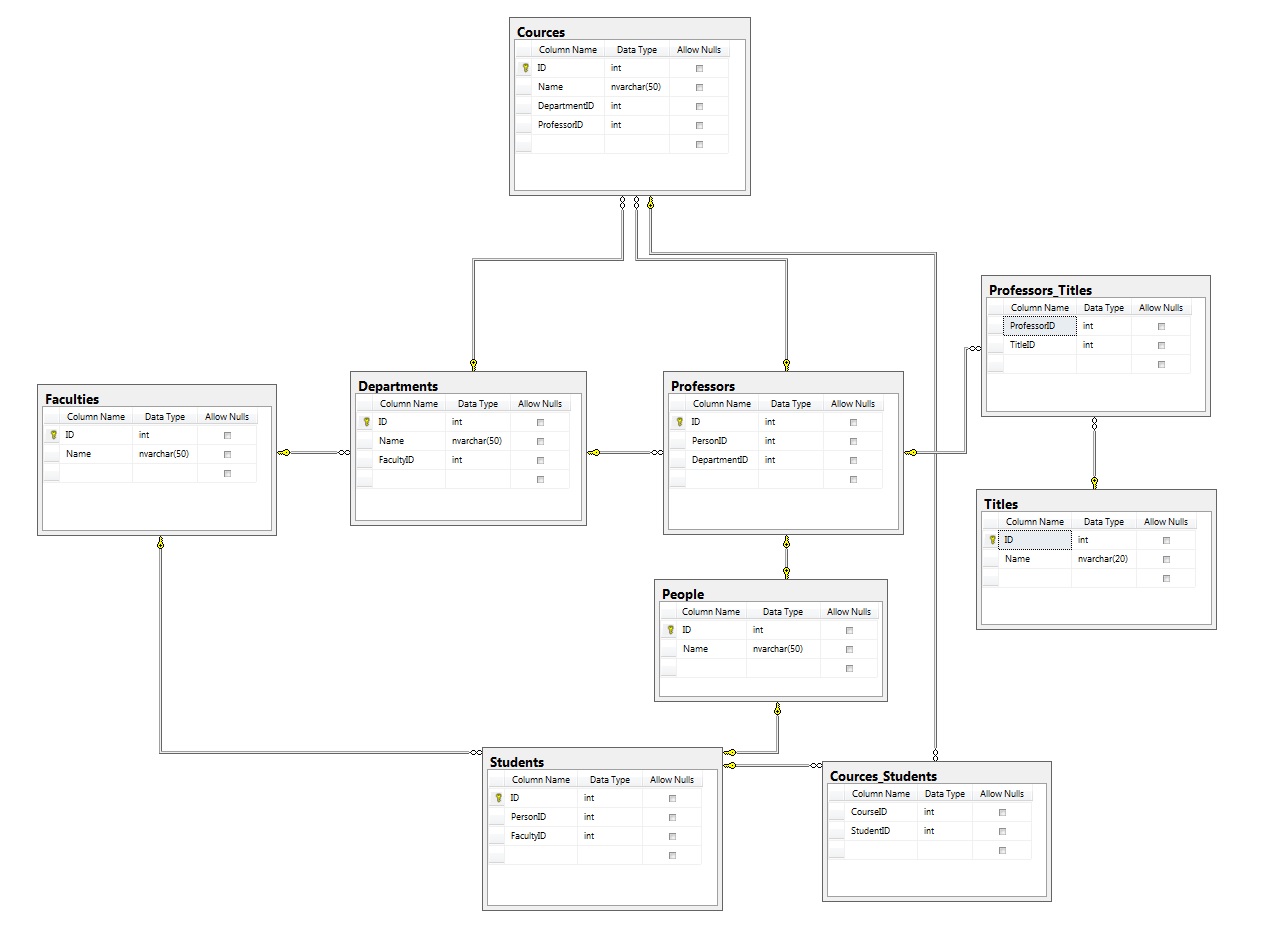 Cources
Column Name Data Type Allow Nulls
ID int
Name nvarchar(50)
DepartmentID int
ProfessorID int
Professors_Titles
Column Name Data Type Allow Nulls
ProfessorID int
TitleID int
Faculties
Column Name Data Type Allow Nulls
ID int
Name nvarchar(50)
Departments
Column Name Data Type Allow Nulls
ID int
Name nvarchar(50)
FacultyID int
Professors
Column Name Data Type Allow Nulls
ID int
PersonID int
DepartmentID int
Titles
Column Name Data Type Allow Nulls
ID int
Name nvarchar(20)
People
Column Name Data Type Allow Nulls
ID int
Name nvarchar(50)
Students
Column Name Data Type Allow Nulls
ID int
PersonID int
FacultyID int
Cources_Students
Column Name Data Type Allow Nulls
CourseID int
StudentID int